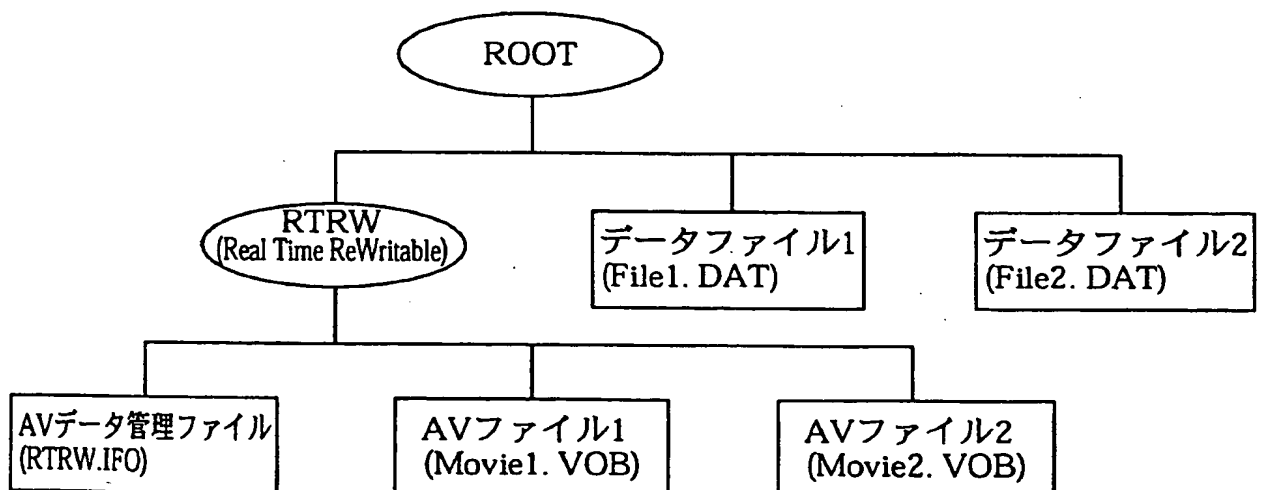 ROOT
RTRW
(Real Time ReWritable)
データファイル1
(File1. DAT)
データファイル2
(File2. DAT)
AVデータ管理ファイル
(RTRW.IFO)
AVファイル1
(Movie1. VOB)
AVファイル2
(Movie2. VOB)